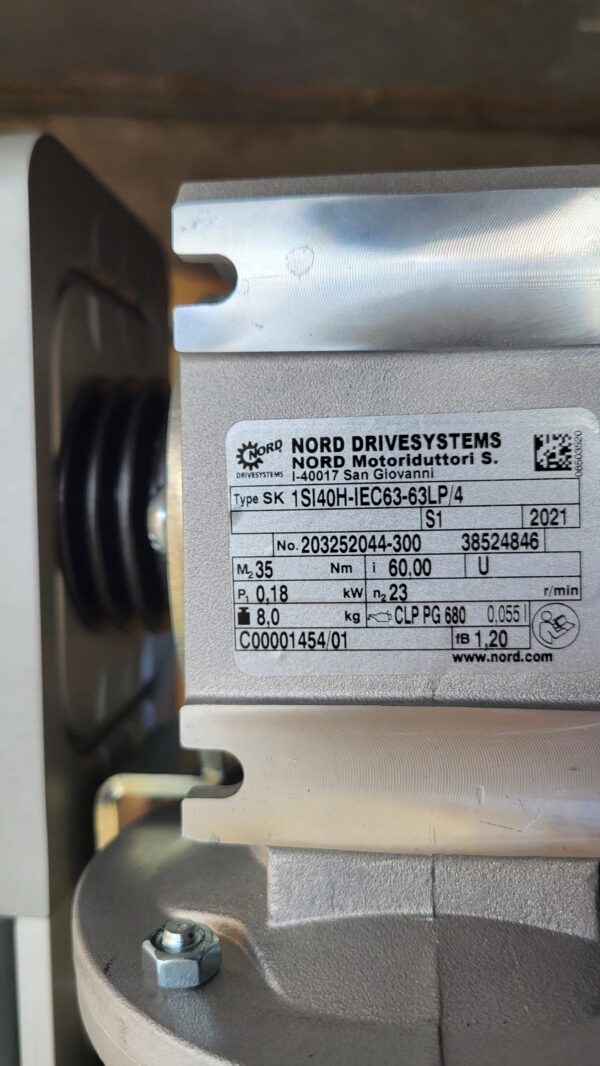 NORD
DRIVESYSTEMS
NORD DRIVESYSTEMS
NORD Motoriduttori S.
I-40017 San Giovanni
08503520
Type SK 1SI40H-IEC63-63LP/4
S1 2021
No. 203252044-300 38524846
M2 35 Nm i 60,00 U
P1 0,18 kW n2 23 r/min
8,0 kg CLP PG 680 0,055 l
C00001454/01 fB 1,20
www.nord.com